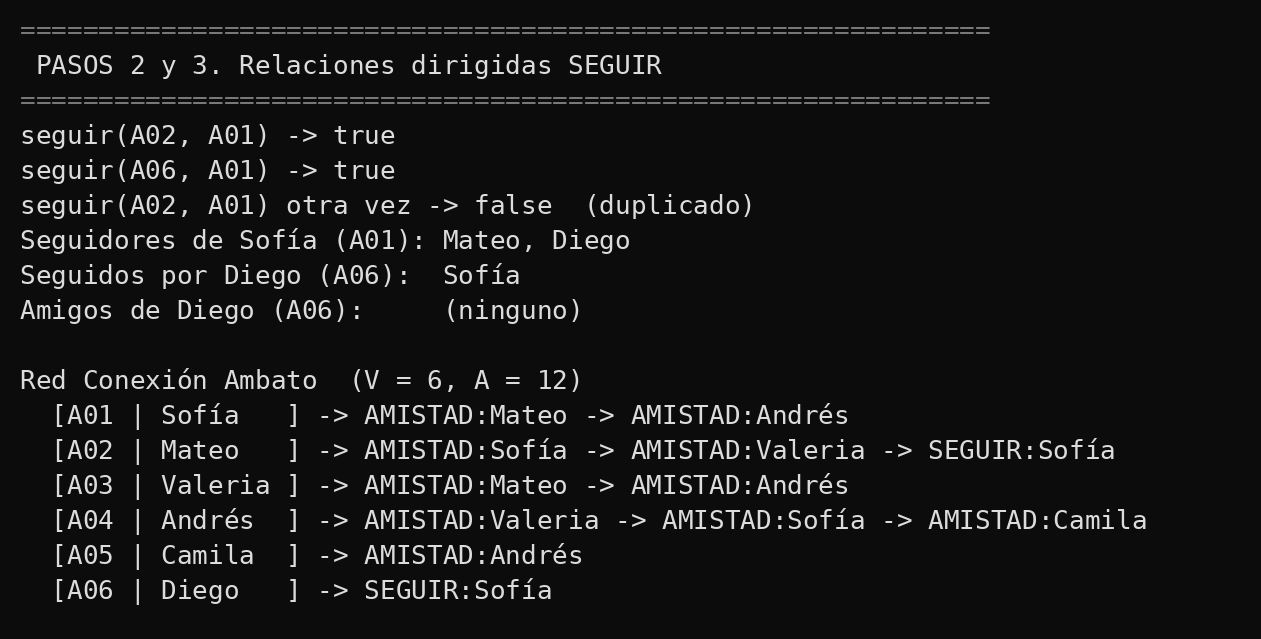 ==============================================================
 PASOS 2 y 3. Relaciones dirigidas SEGUIR
==============================================================
seguir(A02, A01) -> true
seguir(A06, A01) -> true
seguir(A02, A01) otra vez -> false  (duplicado)
Seguidores de Sofía (A01): Mateo, Diego
Seguidos por Diego (A06):  Sofía
Amigos de Diego (A06):     (ninguno)

Red Conexión Ambato  (V = 6, A = 12)
  [A01 | Sofía   ] -> AMISTAD:Mateo -> AMISTAD:Andrés
  [A02 | Mateo   ] -> AMISTAD:Sofía -> AMISTAD:Valeria -> SEGUIR:Sofía
  [A03 | Valeria ] -> AMISTAD:Mateo -> AMISTAD:Andrés
  [A04 | Andrés  ] -> AMISTAD:Valeria -> AMISTAD:Sofía -> AMISTAD:Camila
  [A05 | Camila  ] -> AMISTAD:Andrés
  [A06 | Diego   ] -> SEGUIR:Sofía